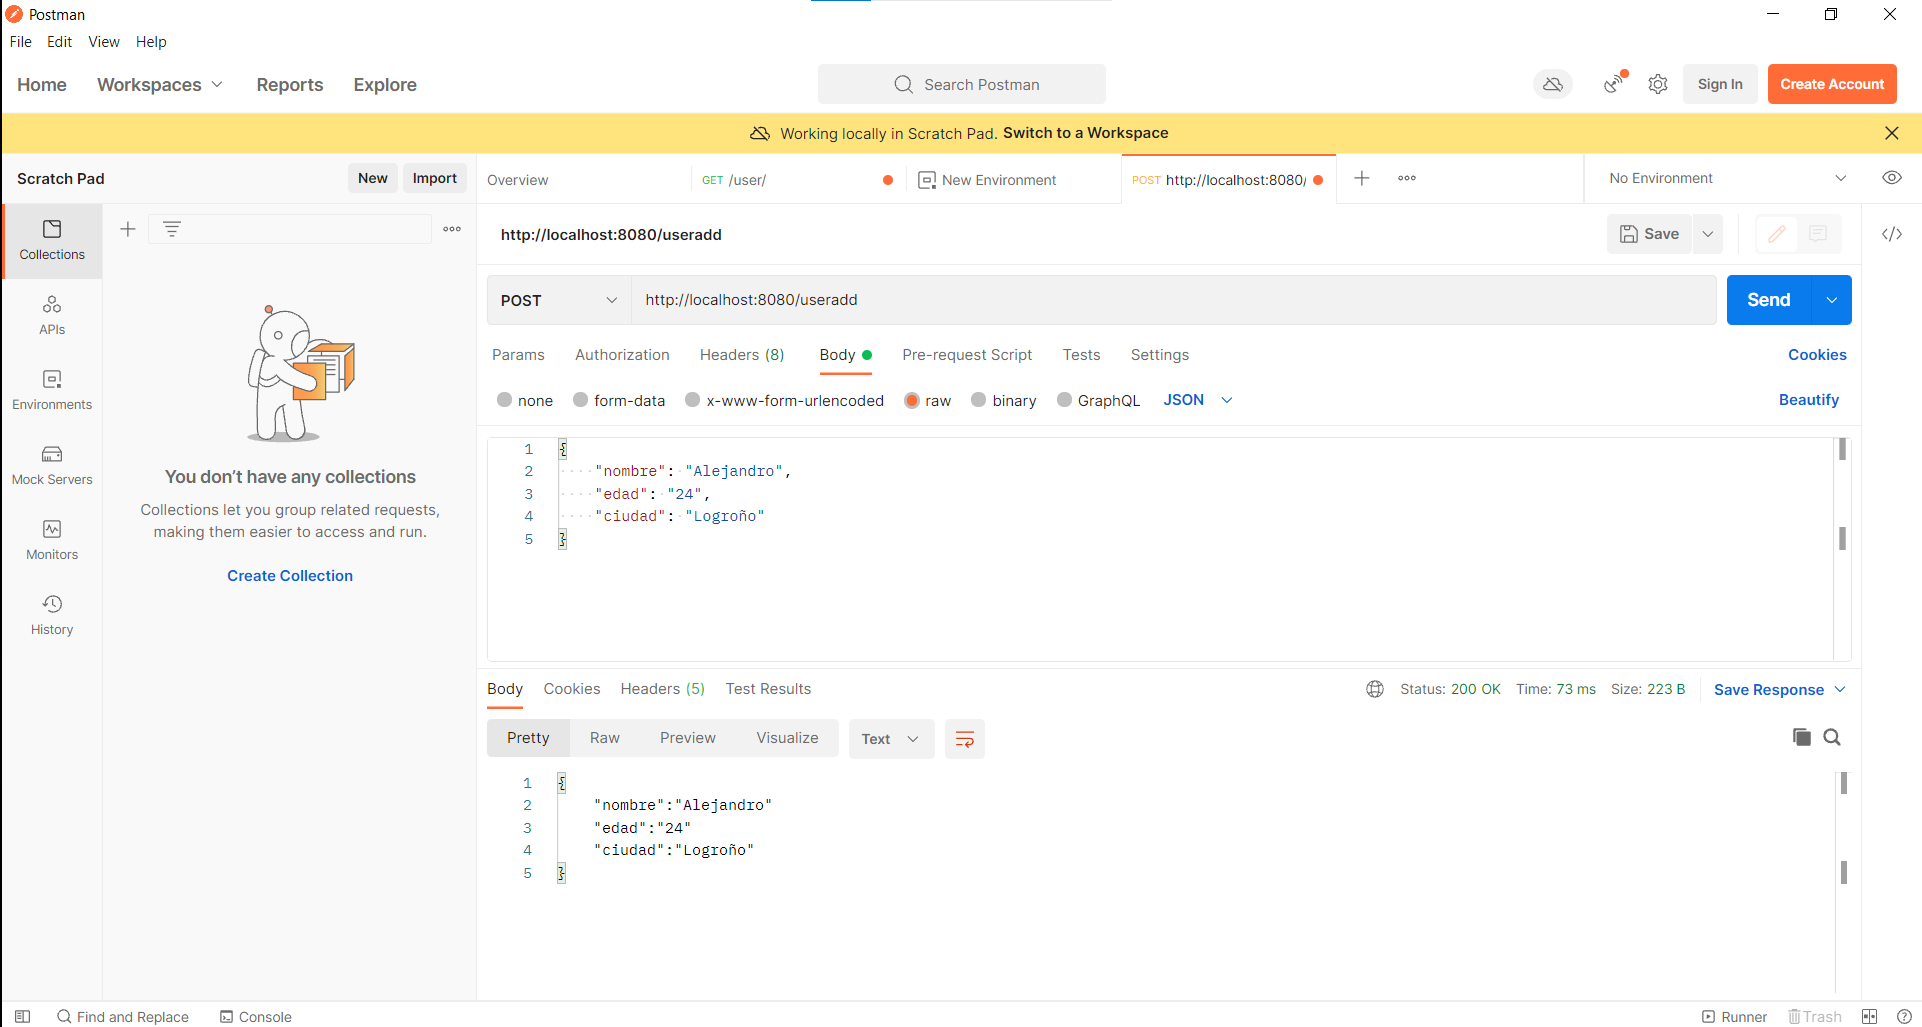 Postman
File Edit View Help
Home Workspaces Reports Explore Search Postman Sign In Create Account
Working locally in Scratch Pad. Switch to a Workspace
Scratch Pad New Import Overview GET /user/ New Environment POST http://localhost:8080/ No Environment
Collections
APIs
Environments
Mock Servers
Monitors
History
You don’t have any collections
Collections let you group related requests,
making them easier to access and run.
Create Collection
http://localhost:8080/useradd Save
POST http://localhost:8080/useradd Send
Params Authorization Headers (8) Body Pre-request Script Tests Settings Cookies
none form-data x-www-form-urlencoded raw binary GraphQL JSON Beautify
1 {
2 "nombre": "Alejandro",
3 "edad": "24",
4 "ciudad": "Logroño"
5 }
Body Cookies Headers (5) Test Results Status: 200 OK Time: 73 ms Size: 223 B Save Response
Pretty Raw Preview Visualize Text
1 {
2 "nombre":"Alejandro"
3 "edad":"24"
4 "ciudad":"Logroño"
5 }
Find and Replace Console Runner Trash